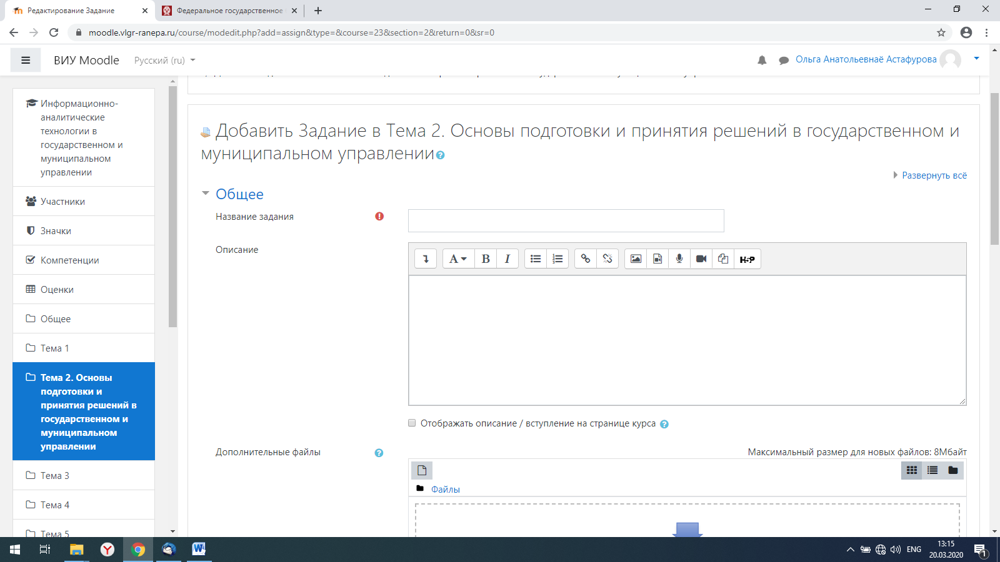 Редактирование Задание
Федеральное государственное
moodle.vlgr-ranepa.ru/course/modedit.php?add=assign&type=&course=23&section=2&return=0&sr=0
ВИУ Moodle
Русский (ru)
Ольга Анатольевнаё Астафурова
Информационно-
аналитические
технологии в
государственном и
муниципальном
управлении
Участники
Значки
Компетенции
Оценки
Общее
Тема 1
Тема 2. Основы
подготовки и
принятия решений в
государственном и
муниципальном
управлении
Тема 3
Тема 4
Тема 5
Добавить Задание в Тема 2. Основы подготовки и принятия решений в государственном и
муниципальном управлении
Развернуть всё
Общее
Название задания
Описание
A B I
H5P
Отображать описание / вступление на странице курса
Дополнительные файлы
Максимальный размер для новых файлов: 8Мбайт
Файлы
ENG
13:15
20.03.2020
1